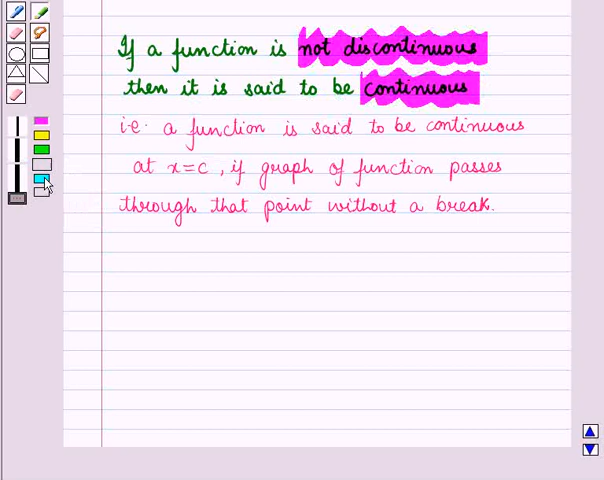 If a function is not discontinuous
then it is said to be continuous
i.e. a function is said to be continuous
at x=c, if graph of function passes
through that point without a break.